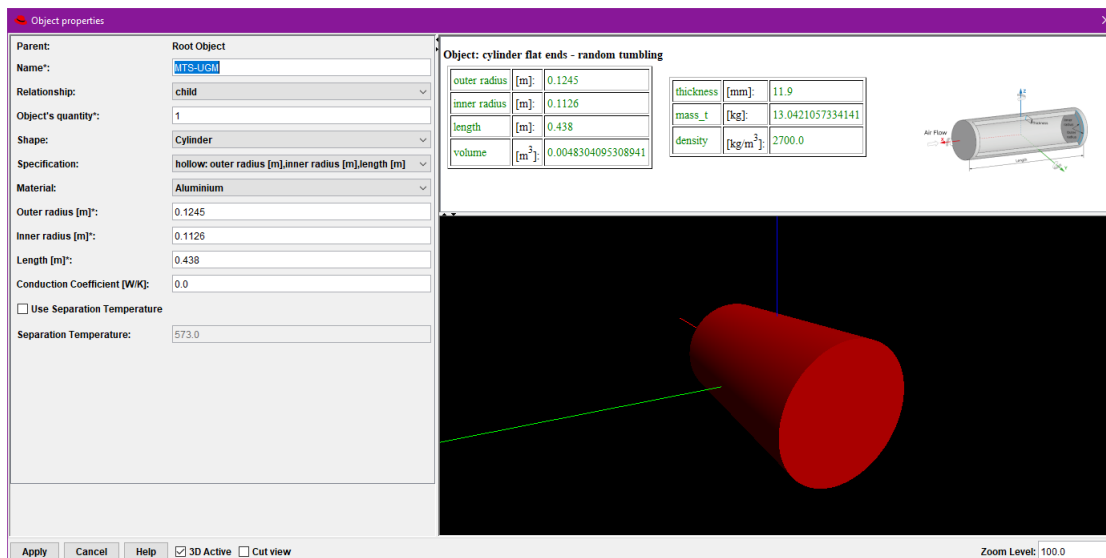 Object properties
Parent: Root Object
Name*: MTS-UGM
Relationship: child
Object's quantity*: 1
Shape: Cylinder
Specification: hollow: outer radius [m],inner radius [m],length [m]
Material: Aluminium
Outer radius [m]*: 0.1245
Inner radius [m]*: 0.1126
Length [m]*: 0.438
Conduction Coefficient [W/K]: 0.0
Use Separation Temperature
Separation Temperature: 573.0
Object: cylinder flat ends - random tumbling
outer radius [m]: 0.1245
inner radius [m]: 0.1126
length [m]: 0.438
volume [m³]: 0.0048304095308941
thickness [mm]: 11.9
mass_t [kg]: 13.0421057334141
density [kg/m³]: 2700.0
Air Flow
Length
Apply Cancel Help 3D Active Cut view Zoom Level: 100.0